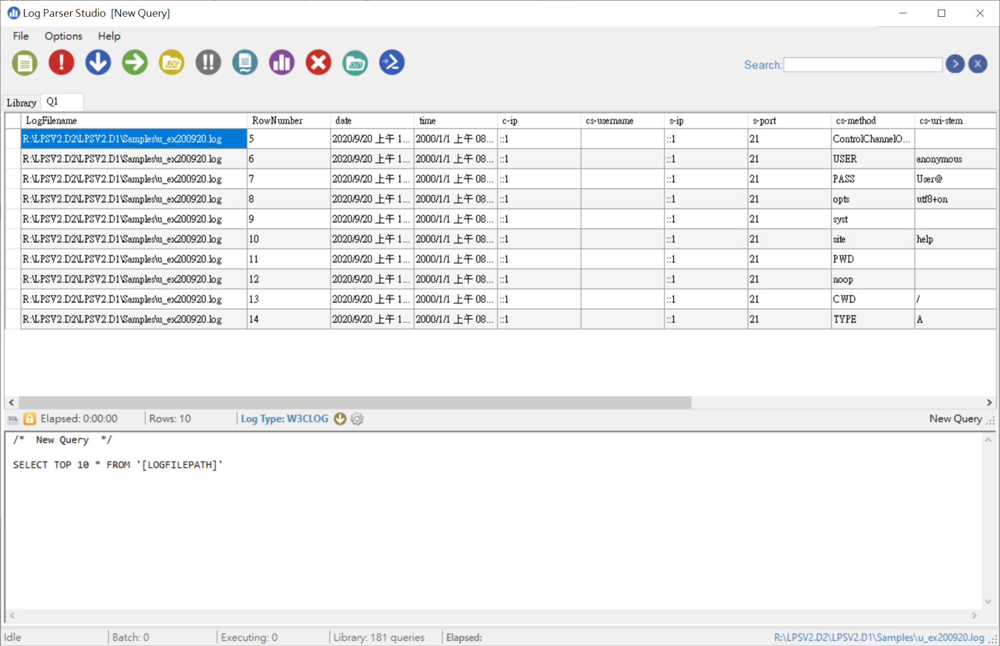 Log Parser Studio [New Query]
File Options Help
LOG OUT Search: > X
Library Q1
LogFilename RowNumber date time c-ip cs-username s-ip s-port cs-method cs-uri-stem
R:\LPSV2.D2\LPSV2.D1\Samples\u_ex200920.log 5 2020/9/20 上午 1... 2000/1/1 上午 08... ::1 ::1 21 ControlChannelO...
R:\LPSV2.D2\LPSV2.D1\Samples\u_ex200920.log 6 2020/9/20 上午 1... 2000/1/1 上午 08... ::1 ::1 21 USER anonymous
R:\LPSV2.D2\LPSV2.D1\Samples\u_ex200920.log 7 2020/9/20 上午 1... 2000/1/1 上午 08... ::1 ::1 21 PASS User@
R:\LPSV2.D2\LPSV2.D1\Samples\u_ex200920.log 8 2020/9/20 上午 1... 2000/1/1 上午 08... ::1 ::1 21 opts utf8+on
R:\LPSV2.D2\LPSV2.D1\Samples\u_ex200920.log 9 2020/9/20 上午 1... 2000/1/1 上午 08... ::1 ::1 21 syst
R:\LPSV2.D2\LPSV2.D1\Samples\u_ex200920.log 10 2020/9/20 上午 1... 2000/1/1 上午 08... ::1 ::1 21 site help
R:\LPSV2.D2\LPSV2.D1\Samples\u_ex200920.log 11 2020/9/20 上午 1... 2000/1/1 上午 08... ::1 ::1 21 PWD
R:\LPSV2.D2\LPSV2.D1\Samples\u_ex200920.log 12 2020/9/20 上午 1... 2000/1/1 上午 08... ::1 ::1 21 noop
R:\LPSV2.D2\LPSV2.D1\Samples\u_ex200920.log 13 2020/9/20 上午 1... 2000/1/1 上午 08... ::1 ::1 21 CWD /
R:\LPSV2.D2\LPSV2.D1\Samples\u_ex200920.log 14 2020/9/20 上午 1... 2000/1/1 上午 08... ::1 ::1 21 TYPE A
SQL Elapsed: 0:00:00 Rows: 10 Log Type: W3CLOG New Query
/* New Query */
SELECT TOP 10 * FROM '[LOGFILEPATH]'
Idle Batch: 0 Executing: 0 Library: 181 queries Elapsed: R:\LPSV2.D2\LPSV2.D1\Samples\u_ex200920.log